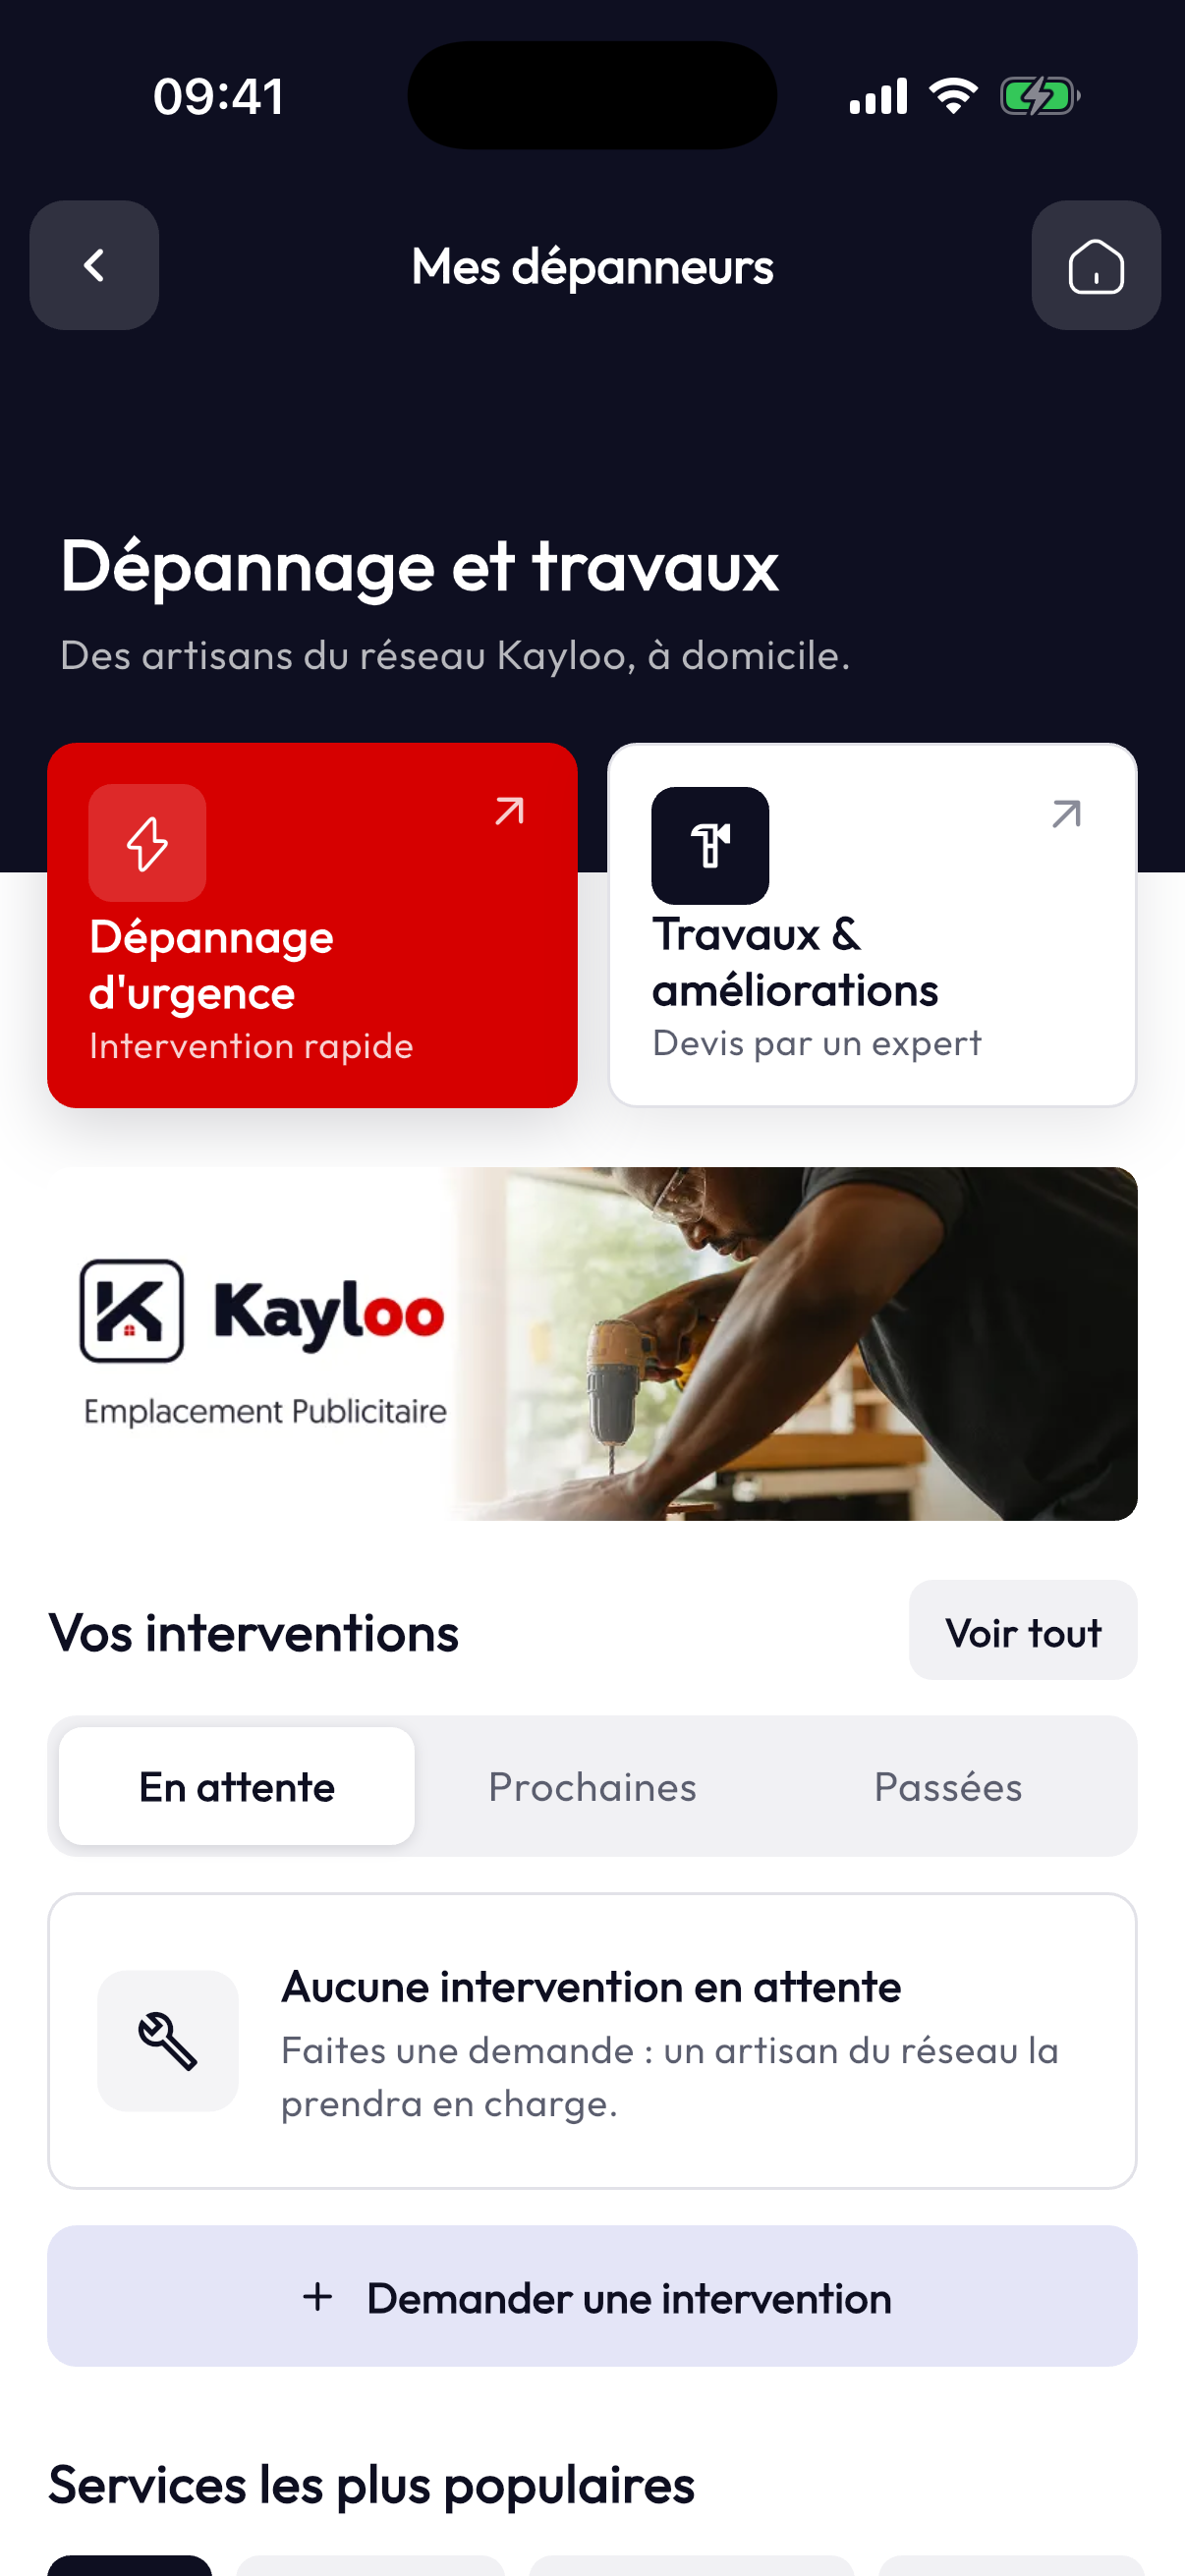 09:41
Mes dépanneurs
Dépannage et travaux
Des artisans du réseau Kayloo, à domicile.
Dépannage
d'urgence
Intervention rapide
Travaux &
améliorations
Devis par un expert
K Kayloo
Emplacement Publicitaire
Vos interventions
Voir tout
En attente
Prochaines
Passées
Aucune intervention en attente
Faites une demande : un artisan du réseau la
prendra en charge.
+ Demander une intervention
Services les plus populaires